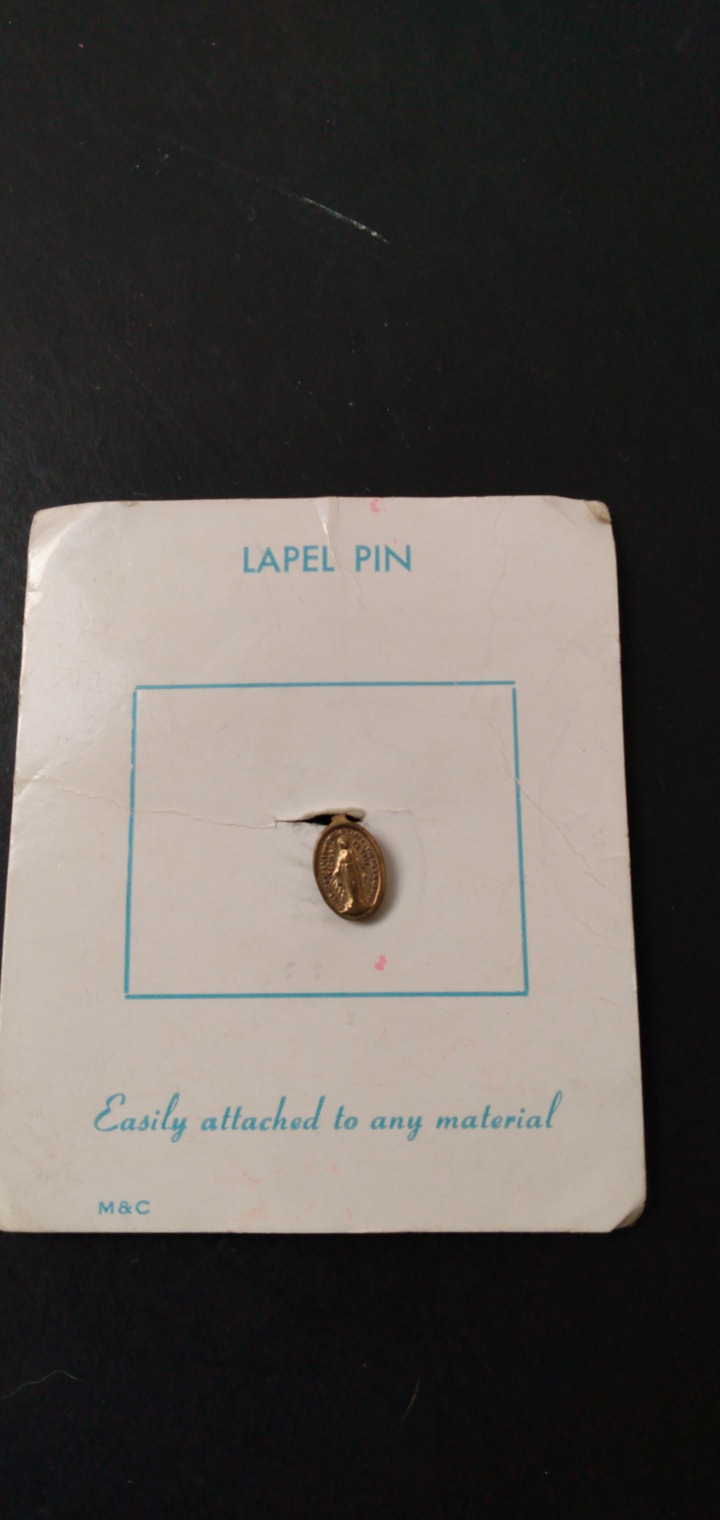 LAPEL PIN
Easily attached to any material
M&C